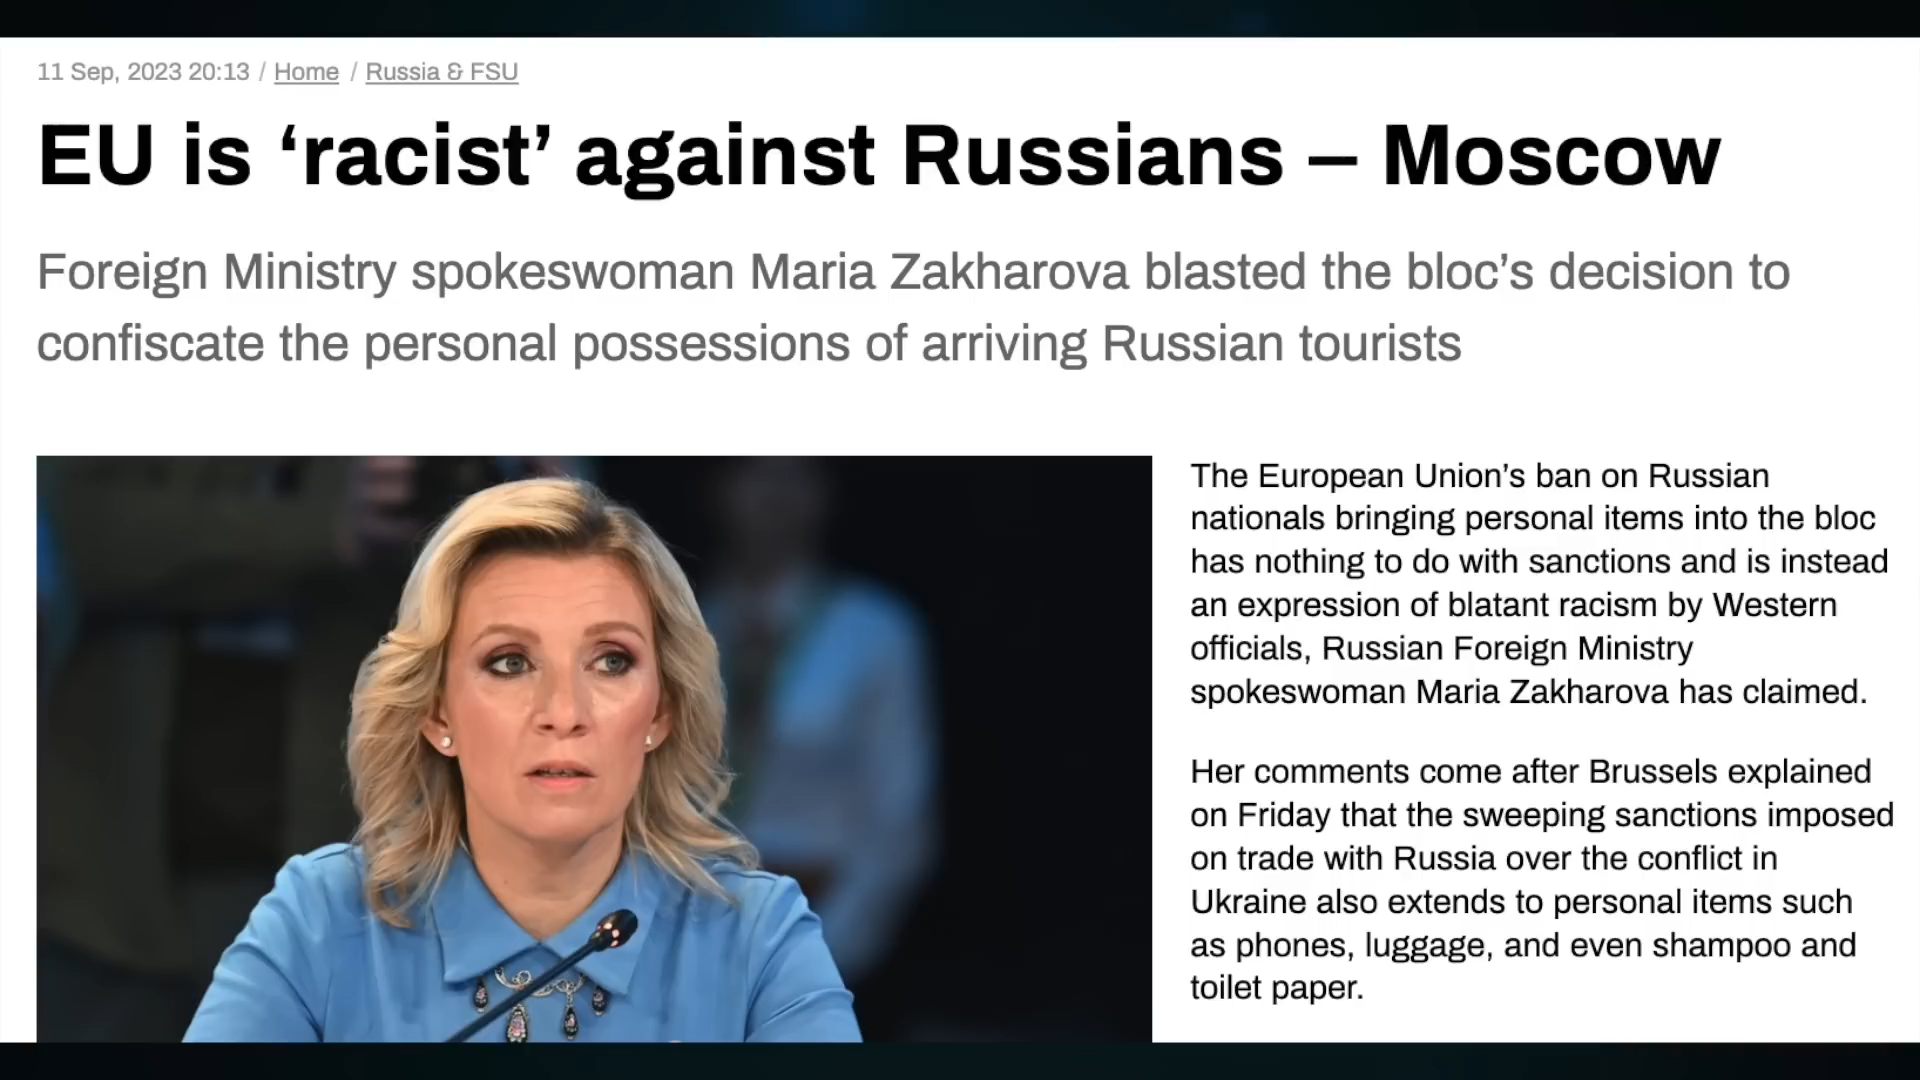 11 Sep, 2023 20:13 / Home / Russia & FSU
EU is ‘racist’ against Russians – Moscow
Foreign Ministry spokeswoman Maria Zakharova blasted the bloc’s decision to
confiscate the personal possessions of arriving Russian tourists
The European Union’s ban on Russian
nationals bringing personal items into the bloc
has nothing to do with sanctions and is instead
an expression of blatant racism by Western
officials, Russian Foreign Ministry
spokeswoman Maria Zakharova has claimed.
Her comments come after Brussels explained
on Friday that the sweeping sanctions imposed
on trade with Russia over the conflict in
Ukraine also extends to personal items such
as phones, luggage, and even shampoo and
toilet paper.